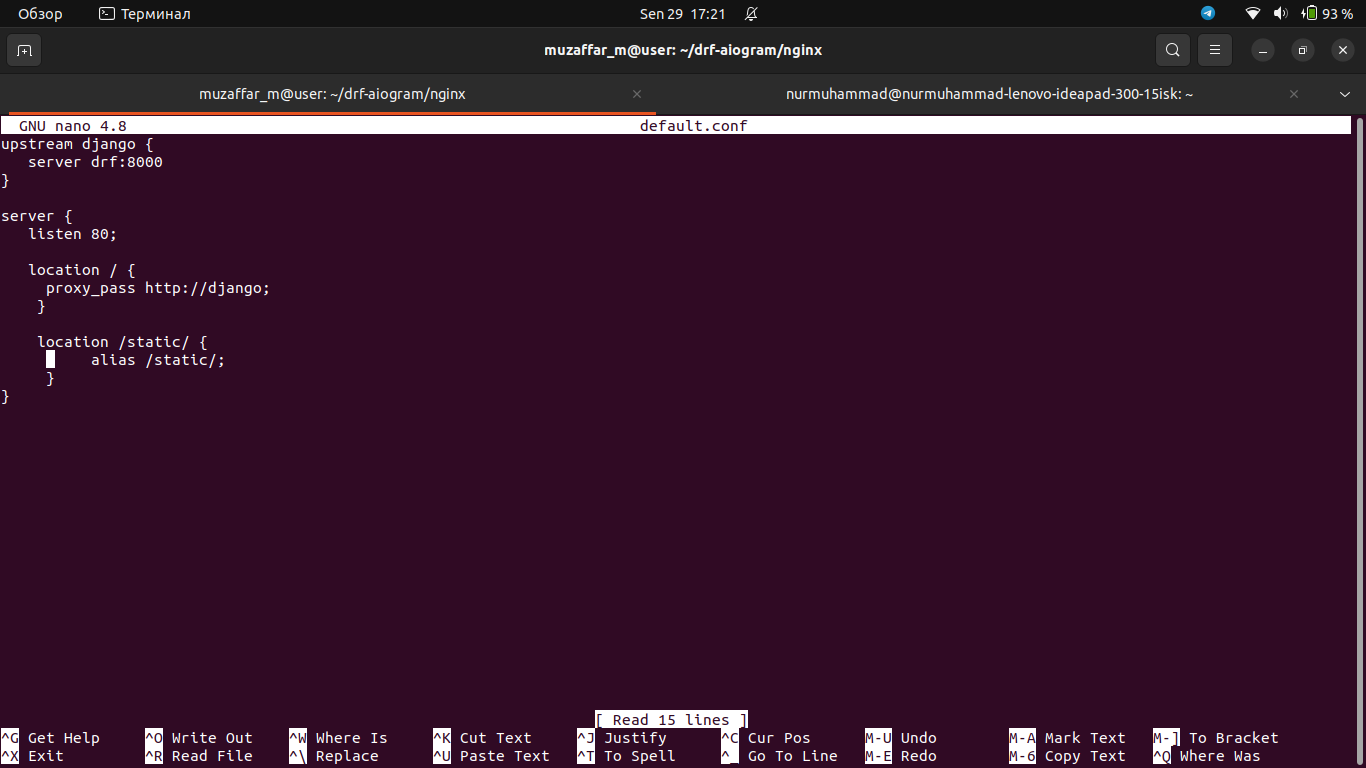 Обзор Терминал Sen 29 17:21 93 %
muzaffar_m@user: ~/drf-aiogram/nginx
muzaffar_m@user: ~/drf-aiogram/nginx nurmuhammad@nurmuhammad-lenovo-ideapad-300-15isk: ~
GNU nano 4.8 default.conf
upstream django {
server drf:8000
}
server {
listen 80;
location / {
proxy_pass http://django;
}
location /static/ {
alias /static/;
}
}
[ Read 15 lines ]
^G Get Help ^O Write Out ^W Where Is ^K Cut Text ^J Justify ^C Cur Pos M-U Undo M-A Mark Text M-] To Bracket
^X Exit ^R Read File ^\ Replace ^U Paste Text ^T To Spell ^_ Go To Line M-E Redo M-6 Copy Text ^Q Where Was